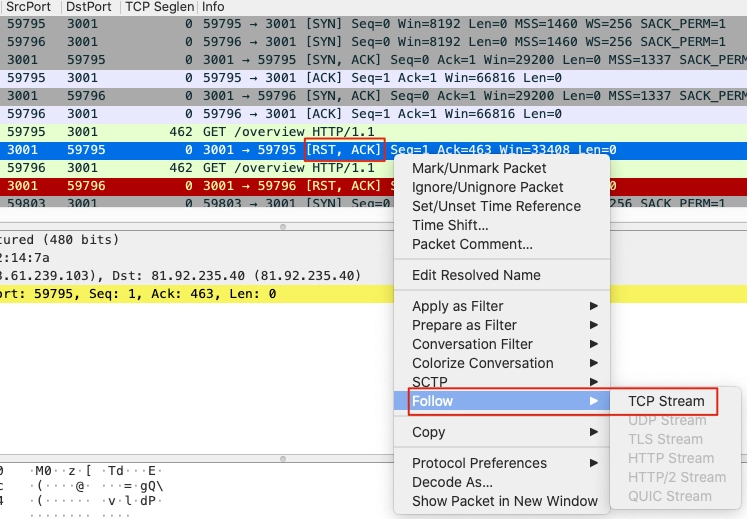 SrcPort DstPort TCP Seglen Info
59795 3001 0 59795 → 3001 [SYN] Seq=0 Win=8192 Len=0 MSS=1460 WS=256 SACK_PERM=1
59796 3001 0 59796 → 3001 [SYN] Seq=0 Win=8192 Len=0 MSS=1460 WS=256 SACK_PERM=1
3001 59795 0 3001 → 59795 [SYN, ACK] Seq=0 Ack=1 Win=29200 Len=0 MSS=1337 SACK_PERM
59795 3001 0 59795 → 3001 [ACK] Seq=1 Ack=1 Win=66816 Len=0
3001 59796 0 3001 → 59796 [SYN, ACK] Seq=0 Ack=1 Win=29200 Len=0 MSS=1337 SACK_PERM
59796 3001 0 59796 → 3001 [ACK] Seq=1 Ack=1 Win=66816 Len=0
59795 3001 462 GET /overview HTTP/1.1
3001 59795 0 3001 → 59795 [RST, ACK] Seq=1 Ack=463 Win=33408 Len=0
59796 3001 462 GET /overview HTTP/1.1
3001 59796 0 3001 → 59796 [RST, ACK] S 0
59803 3001 0 59803 → 3001 [SYN] Seq=0 SACK_PERM=1
Mark/Unmark Packet
Ignore/Unignore Packet
Set/Unset Time Reference
Time Shift...
Packet Comment...
Edit Resolved Name
Apply as Filter
Prepare as Filter
Conversation Filter
Colorize Conversation
SCTP
Follow
Copy
Protocol Preferences
Decode As...
Show Packet in New Window
TCP Stream
UDP Stream
TLS Stream
HTTP Stream
HTTP/2 Stream
QUIC Stream
tured (480 bits)
2:14:7a
3.61.239.103), Dst: 81.92.235.40 (81.92.235.40)
ort: 59795, Seq: 1, Ack: 463, Len: 0
0 ·M0··z·[ ·Td···E·
c ·(····@· ···=·gQ\
4 ·(······ ·v·l·dP·
········ ····